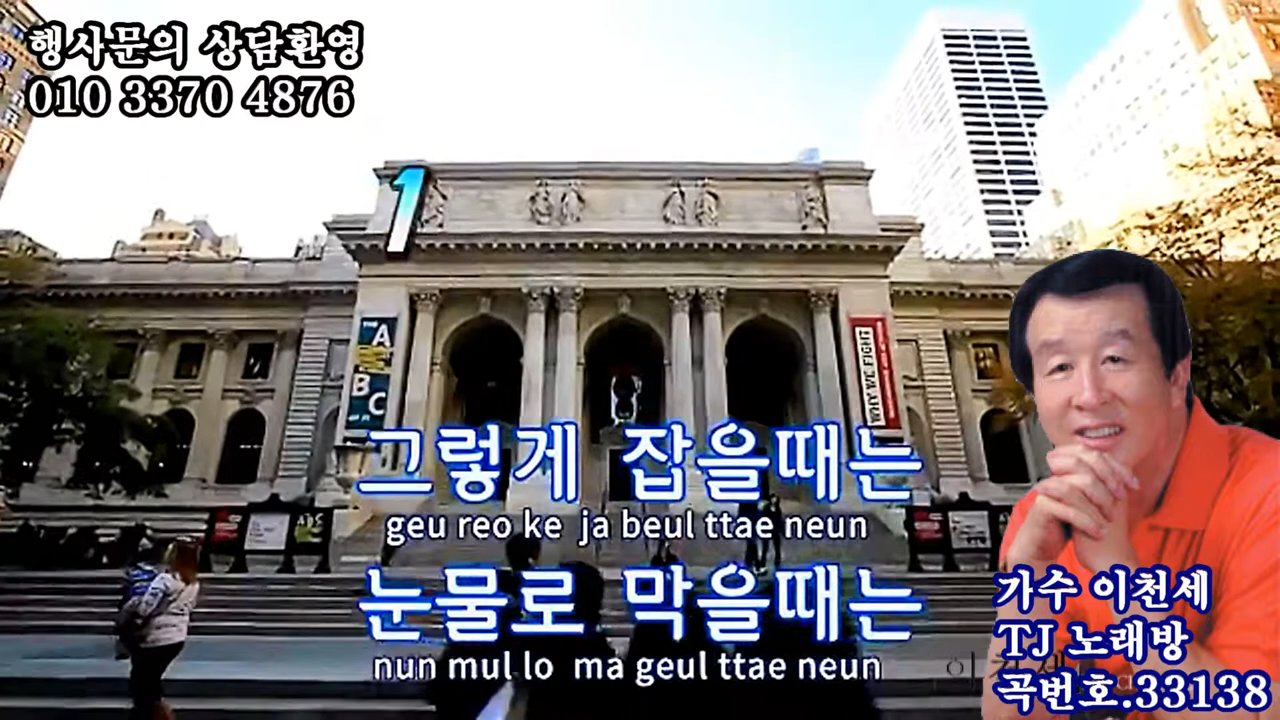 행사문의 상담환영
010 3370 4876
1
THE
A
B
C
WHY WE FIGHT
ABC
그렇게 잡을때는
geu reo ke ja beul ttae neun
눈물로 막을때는
nun mul lo ma geul ttae neun
가수 이천세
TJ 노래방
곡번호.33138